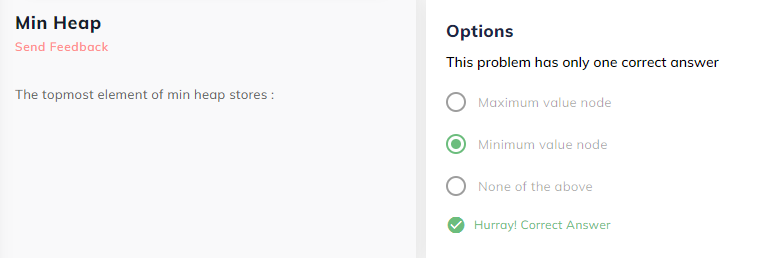 Min Heap
Send Feedback
The topmost element of min heap stores :
Options
This problem has only one correct answer
Maximum value node
Minimum value node
None of the above
Hurray! Correct Answer